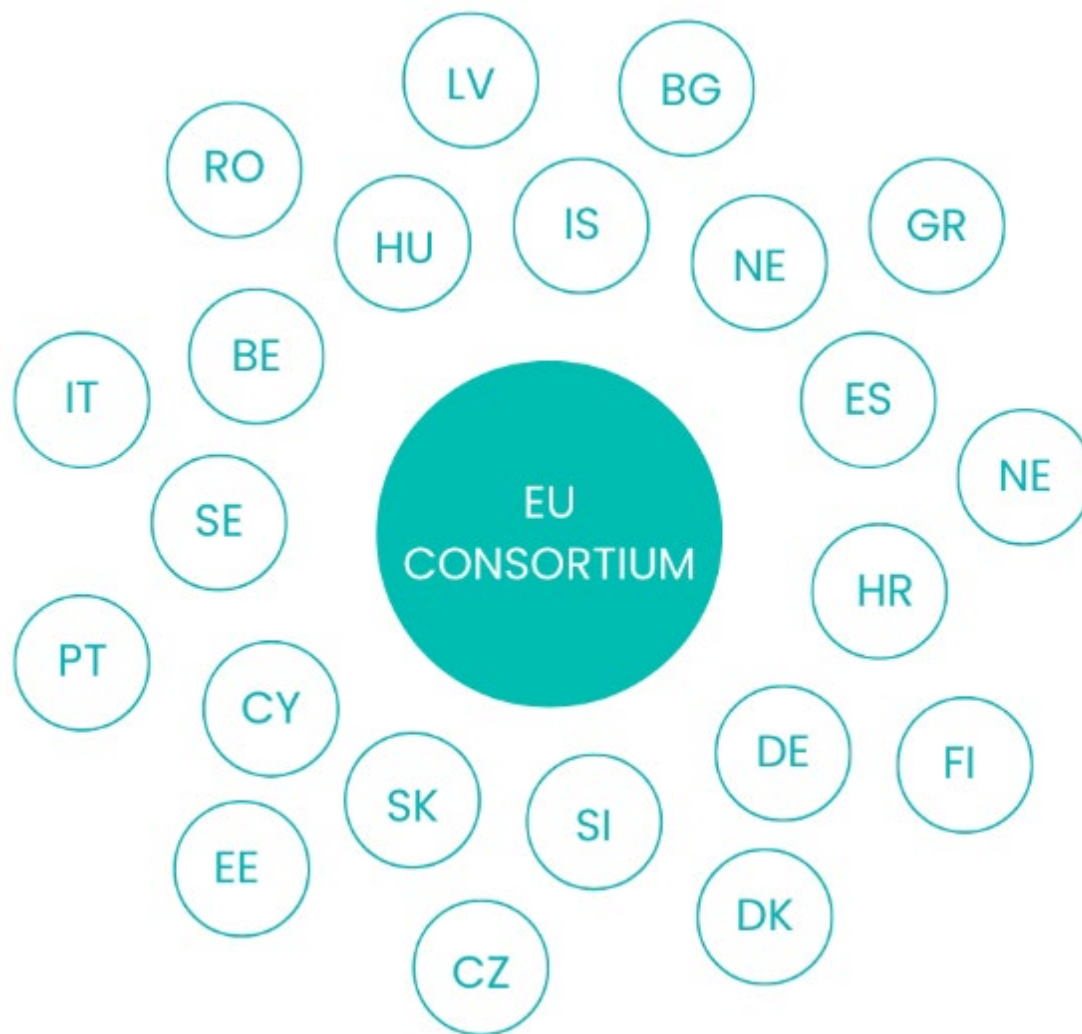 LV
BG
RO
HU
IS
NE
GR
IT
BE
ES
NE
SE
EU
CONSORTIUM
HR
PT
CY
DE
FI
SK
SI
EE
DK
CZ